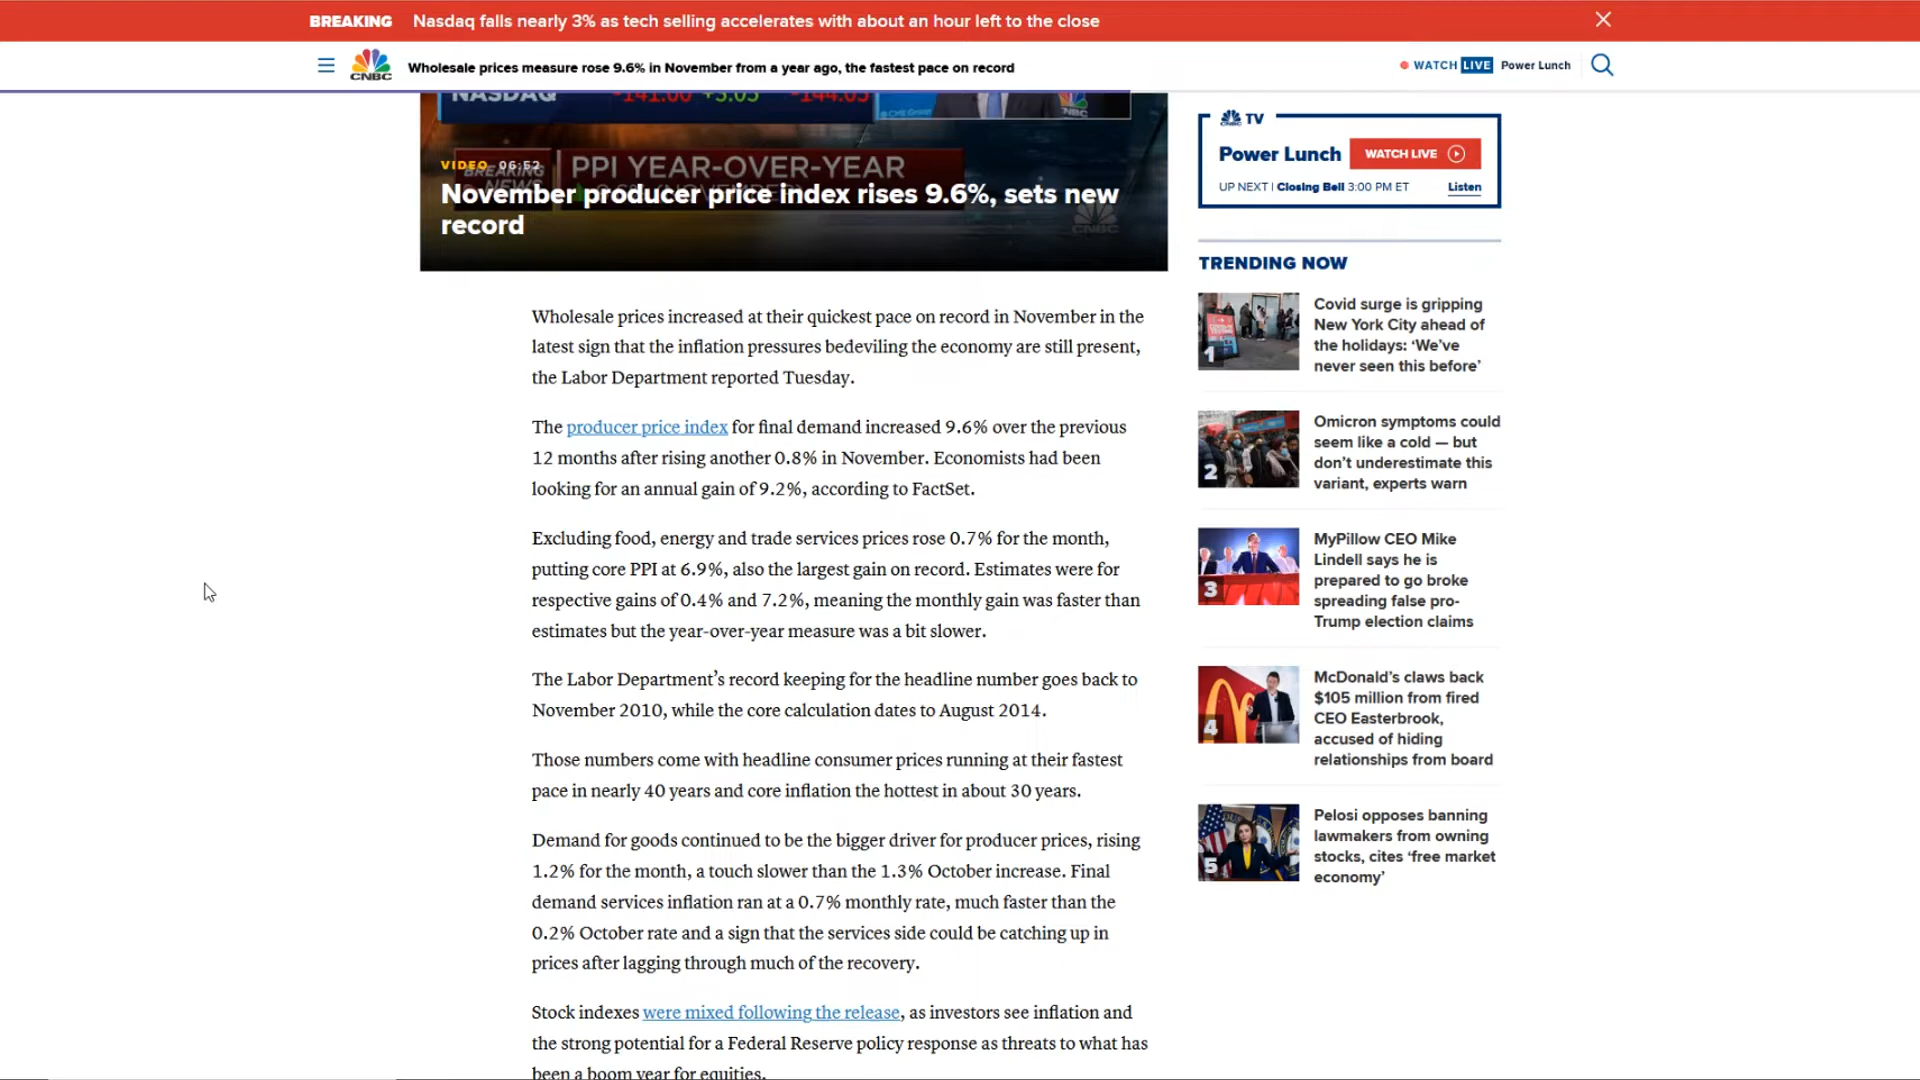 BREAKING Nasdaq falls nearly 3% as tech selling accelerates with about an hour left to the close
CNBC Wholesale prices measure rose 9.6% in November from a year ago, the fastest pace on record
WATCH LIVE Power Lunch
NASDAQ -141.00 +3.05 -144.05
CME Group
VIDEO 06:52
BREAKING NEWS
PPI YEAR-OVER-YEAR
November producer price index rises 9.6%, sets new
record
CNBC
Wholesale prices increased at their quickest pace on record in November in the
latest sign that the inflation pressures bedeviling the economy are still present,
the Labor Department reported Tuesday.
The producer price index for final demand increased 9.6% over the previous
12 months after rising another 0.8% in November. Economists had been
looking for an annual gain of 9.2%, according to FactSet.
Excluding food, energy and trade services prices rose 0.7% for the month,
putting core PPI at 6.9%, also the largest gain on record. Estimates were for
respective gains of 0.4% and 7.2%, meaning the monthly gain was faster than
estimates but the year-over-year measure was a bit slower.
The Labor Department’s record keeping for the headline number goes back to
November 2010, while the core calculation dates to August 2014.
Those numbers come with headline consumer prices running at their fastest
pace in nearly 40 years and core inflation the hottest in about 30 years.
Demand for goods continued to be the bigger driver for producer prices, rising
1.2% for the month, a touch slower than the 1.3% October increase. Final
demand services inflation ran at a 0.7% monthly rate, much faster than the
0.2% October rate and a sign that the services side could be catching up in
prices after lagging through much of the recovery.
Stock indexes were mixed following the release, as investors see inflation and
the strong potential for a Federal Reserve policy response as threats to what has
been a boom year for equities.
CNBC TV
Power Lunch WATCH LIVE
UP NEXT | Closing Bell 3:00 PM ET Listen
TRENDING NOW
1
Covid surge is gripping
New York City ahead of
the holidays: ‘We’ve
never seen this before’
2
Omicron symptoms could
seem like a cold — but
don’t underestimate this
variant, experts warn
3
MyPillow CEO Mike
Lindell says he is
prepared to go broke
spreading false pro-
Trump election claims
4
McDonald’s claws back
$105 million from fired
CEO Easterbrook,
accused of hiding
relationships from board
5
Pelosi opposes banning
lawmakers from owning
stocks, cites ‘free market
economy’